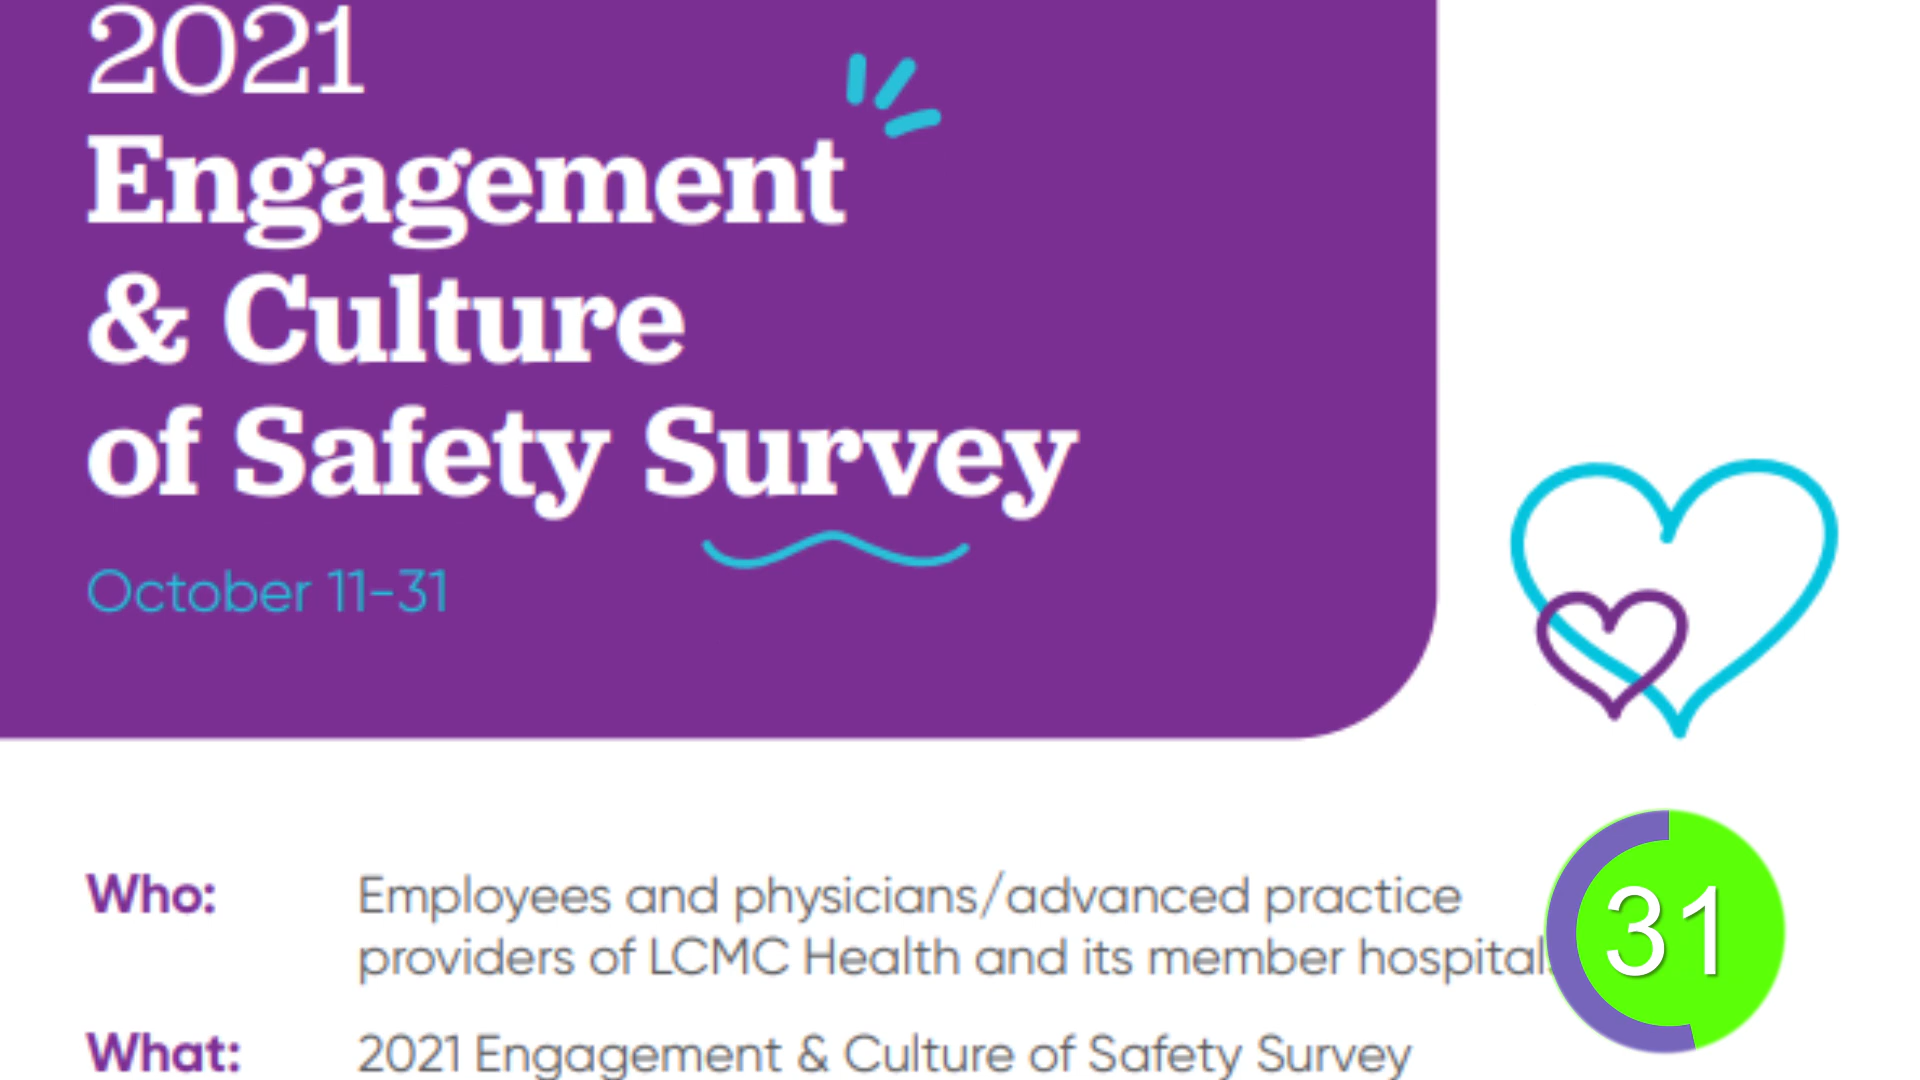 2021
Engagement
& Culture
of Safety Survey
October 11-31
Who: Employees and physicians/advanced practice
providers of LCMC Health and its member hospitals
31
What: 2021 Engagement & Culture of Safety Survey